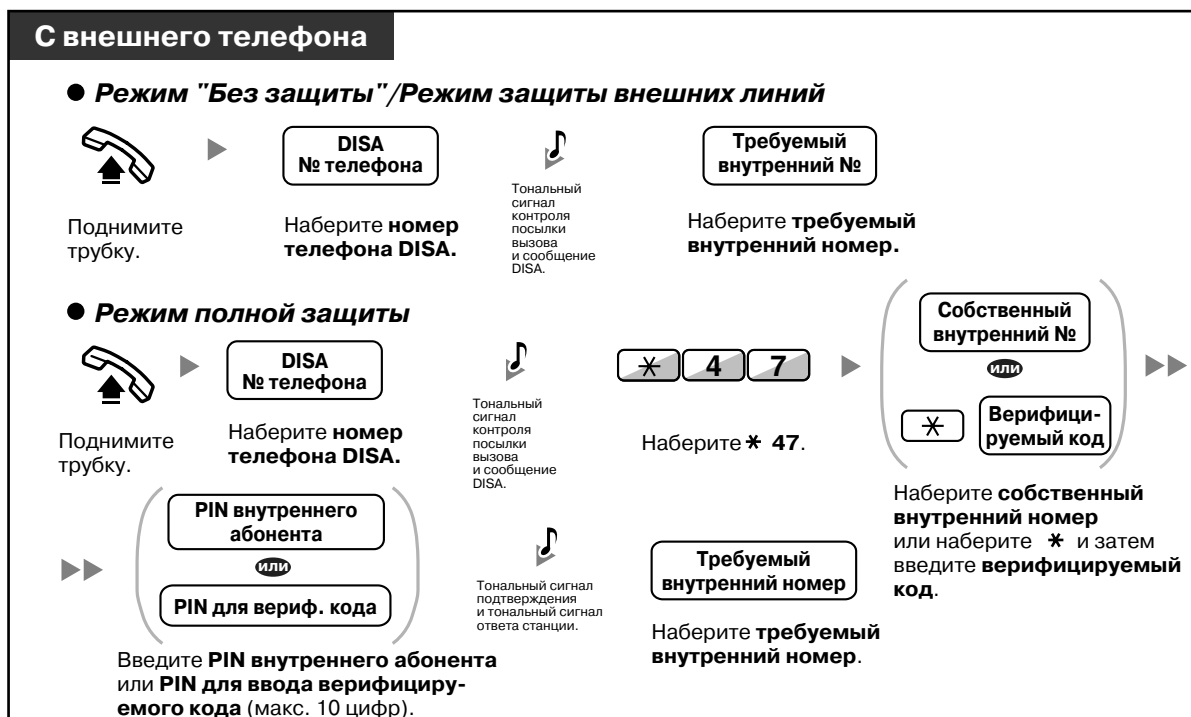 С внешнего телефона
● Режим "Без защиты"/Режим защиты внешних линий
DISA
№ телефона
Требуемый
внутренний №
Поднимите
трубку.
Наберите номер
телефона DISA.
Тональный
сигнал
контроля
посылки
вызова
и сообщение
DISA.
Наберите требуемый
внутренний номер.
● Режим полной защиты
DISA
№ телефона
* 4 7
Собственный
внутренний №
или
* Верифици-
руемый код
Поднимите
трубку.
Наберите номер
телефона DISA.
Тональный
сигнал
контроля
посылки
вызова
и сообщение
DISA.
Наберите * 47.
Наберите собственный
внутренний номер
или наберите * и затем
введите верифицируемый
код.
PIN внутреннего
абонента
или
PIN для вериф. кода
Тональный сигнал
подтверждения
и тональный сигнал
ответа станции.
Требуемый
внутренний номер
Введите PIN внутреннего абонента
или PIN для ввода верифициру-
емого кода (макс. 10 цифр).
Наберите требуемый
внутренний номер.